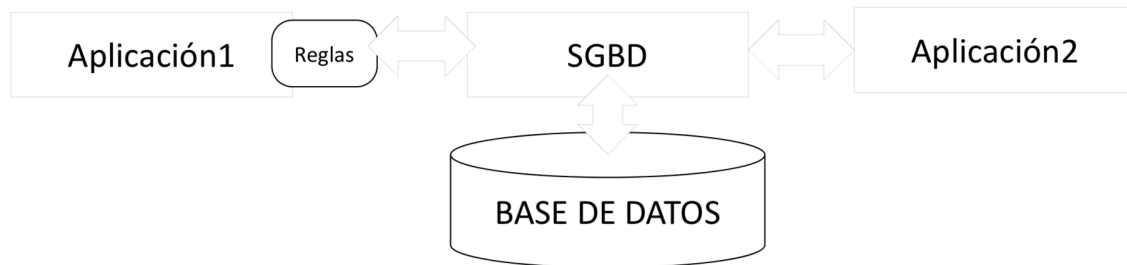 Aplicación1
Reglas
SGBD
Aplicación2
BASE DE DATOS